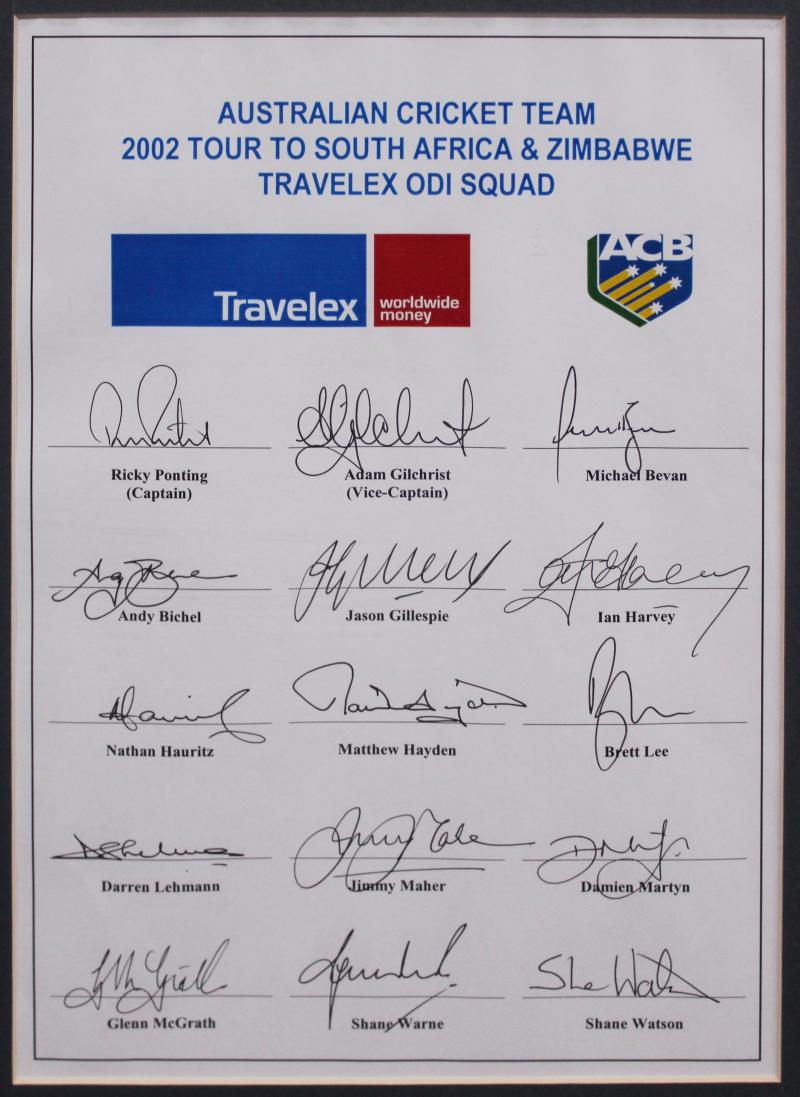 AUSTRALIAN CRICKET TEAM
2002 TOUR TO SOUTH AFRICA & ZIMBABWE
TRAVELEX ODI SQUAD
Travelex
worldwide
money
ACB
Ricky Ponting
(Captain)
Adam Gilchrist
(Vice-Captain)
Michael Bevan
Andy Bichel
Jason Gillespie
Ian Harvey
Nathan Hauritz
Matthew Hayden
Brett Lee
Darren Lehmann
Jimmy Maher
Damien Martyn
Glenn McGrath
Shane Warne
Shane Watson